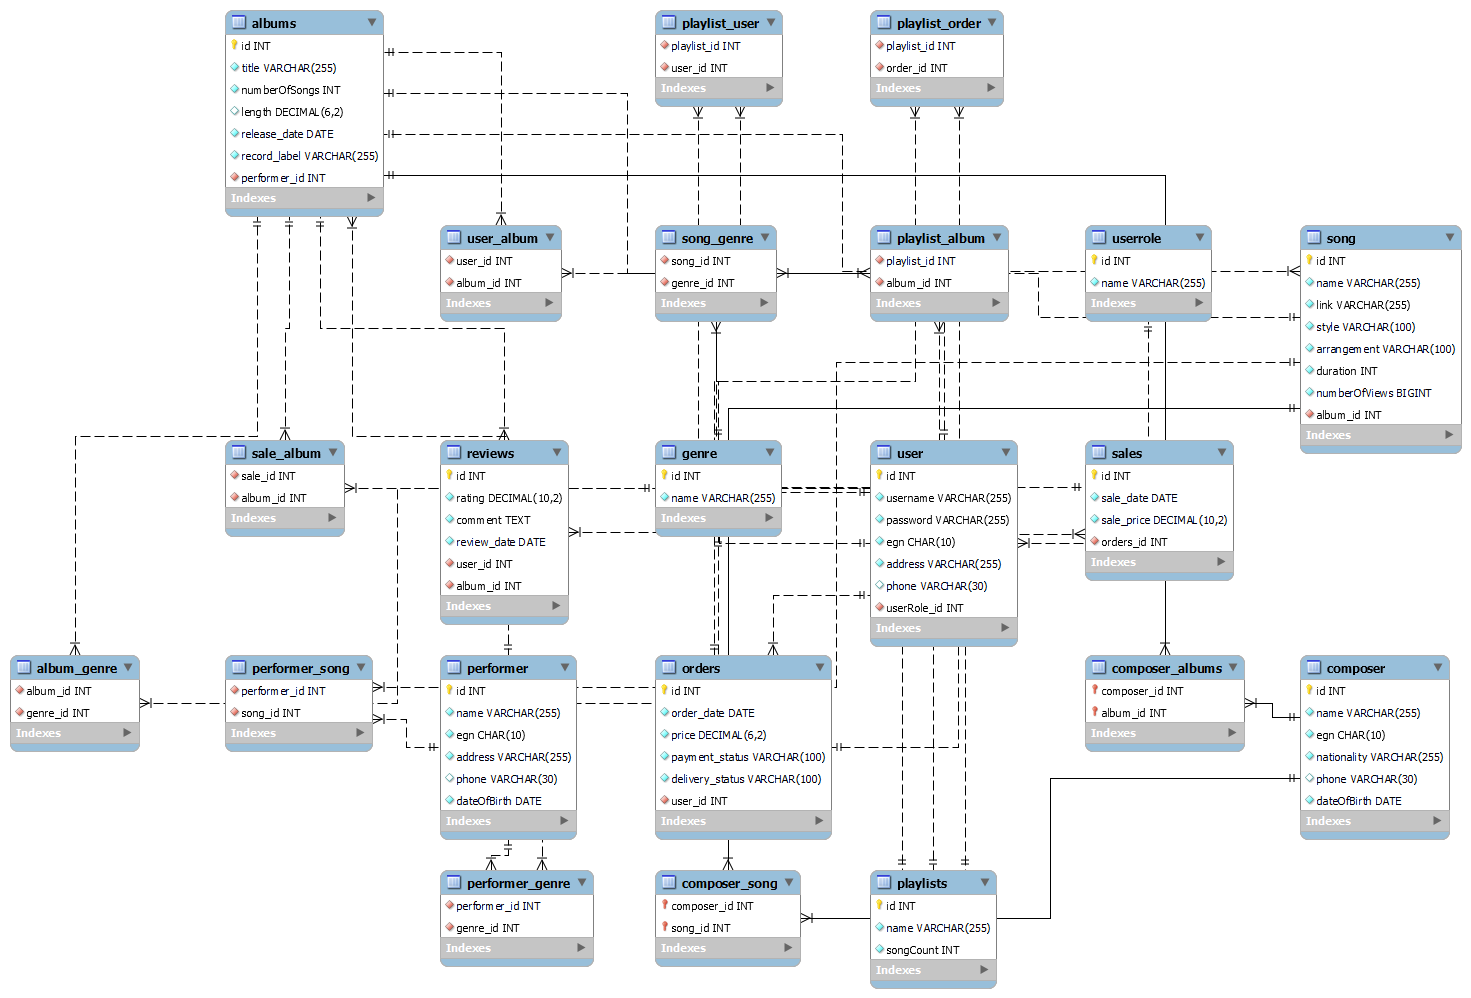 albums
id INT
title VARCHAR(255)
numberOfSongs INT
length DECIMAL(6,2)
release_date DATE
record_label VARCHAR(255)
performer_id INT
Indexes
playlist_user
playlist_id INT
user_id INT
Indexes
playlist_order
playlist_id INT
order_id INT
Indexes
user_album
user_id INT
album_id INT
Indexes
song_genre
song_id INT
genre_id INT
Indexes
playlist_album
playlist_id INT
album_id INT
Indexes
userrole
id INT
name VARCHAR(255)
Indexes
song
id INT
name VARCHAR(255)
link VARCHAR(255)
style VARCHAR(100)
arrangement VARCHAR(100)
duration INT
numberOfViews BIGINT
album_id INT
Indexes
sale_album
sale_id INT
album_id INT
Indexes
reviews
id INT
rating DECIMAL(10,2)
comment TEXT
review_date DATE
user_id INT
album_id INT
Indexes
genre
id INT
name VARCHAR(255)
Indexes
user
id INT
username VARCHAR(255)
password VARCHAR(255)
egn CHAR(10)
address VARCHAR(255)
phone VARCHAR(30)
userRole_id INT
Indexes
sales
id INT
sale_date DATE
sale_price DECIMAL(10,2)
orders_id INT
Indexes
album_genre
album_id INT
genre_id INT
Indexes
performer_song
performer_id INT
song_id INT
Indexes
performer
id INT
name VARCHAR(255)
egn CHAR(10)
address VARCHAR(255)
phone VARCHAR(30)
dateOfBirth DATE
Indexes
orders
id INT
order_date DATE
price DECIMAL(6,2)
payment_status VARCHAR(100)
delivery_status VARCHAR(100)
user_id INT
Indexes
composer_albums
composer_id INT
album_id INT
Indexes
composer
id INT
name VARCHAR(255)
egn CHAR(10)
nationality VARCHAR(255)
phone VARCHAR(30)
dateOfBirth DATE
Indexes
performer_genre
performer_id INT
genre_id INT
Indexes
composer_song
composer_id INT
song_id INT
Indexes
playlists
id INT
name VARCHAR(255)
songCount INT
Indexes